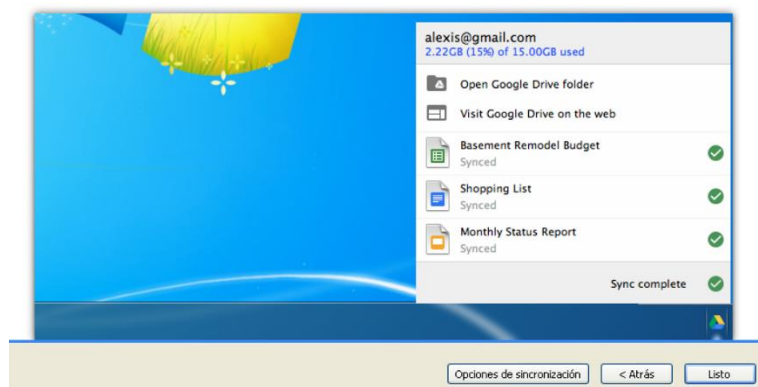 alexis@gmail.com
2.22GB (15%) of 15.00GB used
Open Google Drive folder
Visit Google Drive on the web
Basement Remodel Budget
Synced
Shopping List
Synced
Monthly Status Report
Synced
Sync complete
Opciones de sincronización
< Atrás
Listo